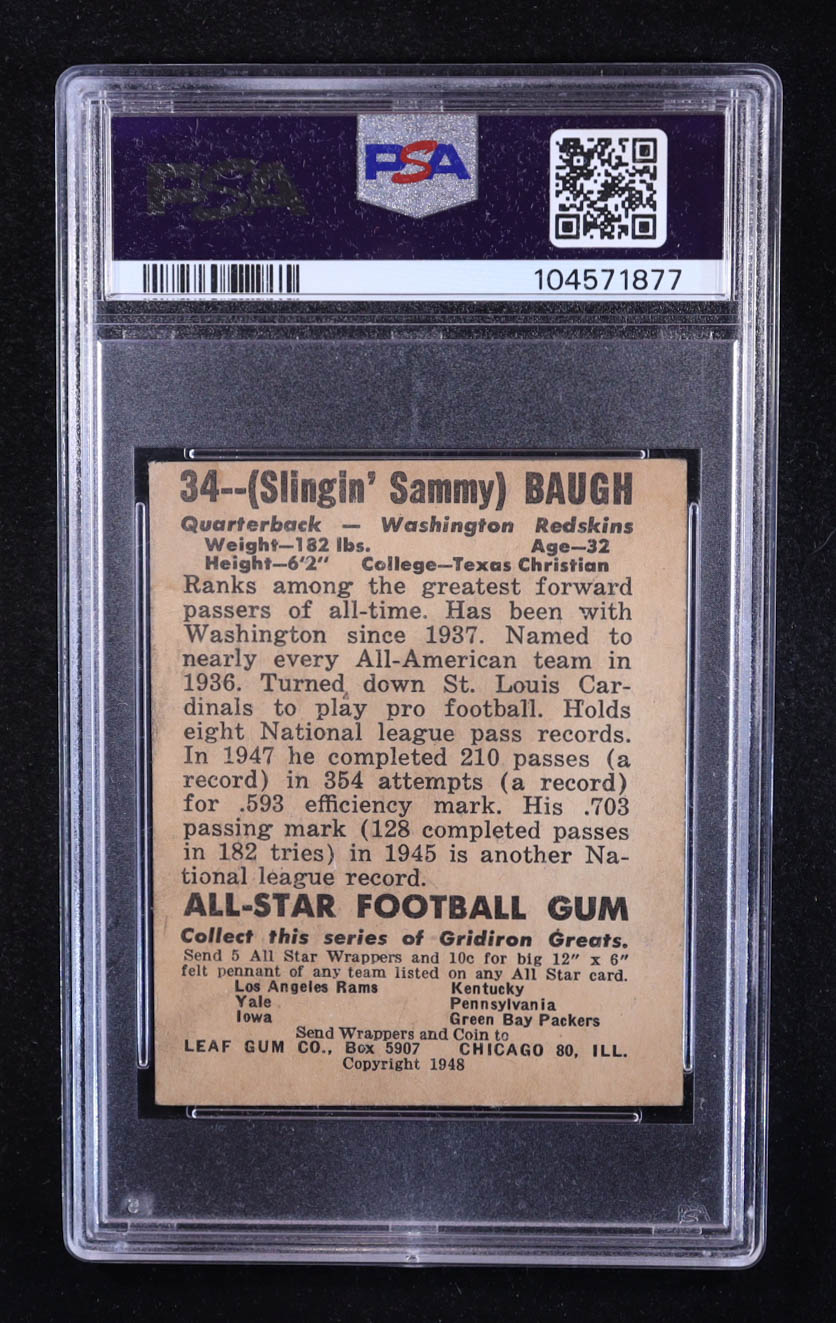 PSA
PSA
104571877
34--(Slingin' Sammy) BAUGH
Quarterback — Washington Redskins
Weight—182 lbs. Age—32
Height—6'2" College—Texas Christian
Ranks among the greatest forward
passers of all-time. Has been with
Washington since 1937. Named to
nearly every All-American team in
1936. Turned down St. Louis Car-
dinals to play pro football. Holds
eight National league pass records.
In 1947 he completed 210 passes (a
record) in 354 attempts (a record)
for .593 efficiency mark. His .703
passing mark (128 completed passes
in 182 tries) in 1945 is another Na-
tional league record.
ALL-STAR FOOTBALL GUM
Collect this series of Gridiron Greats.
Send 5 All Star Wrappers and 10c for big 12" x 6"
felt pennant of any team listed on any All Star card.
Los Angeles Rams Kentucky
Yale Pennsylvania
Iowa Green Bay Packers
Send Wrappers and Coin to
LEAF GUM CO., Box 5907 CHICAGO 80, ILL.
Copyright 1948
PSA